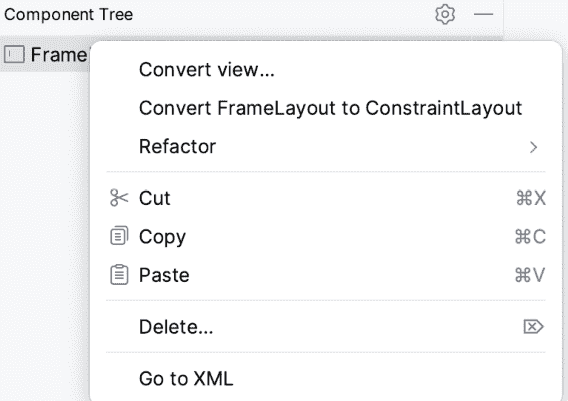 Component Tree
Frame
Convert view...
Convert FrameLayout to ConstraintLayout
Refactor
Cut ⌘X
Copy ⌘C
Paste ⌘V
Delete...
Go to XML